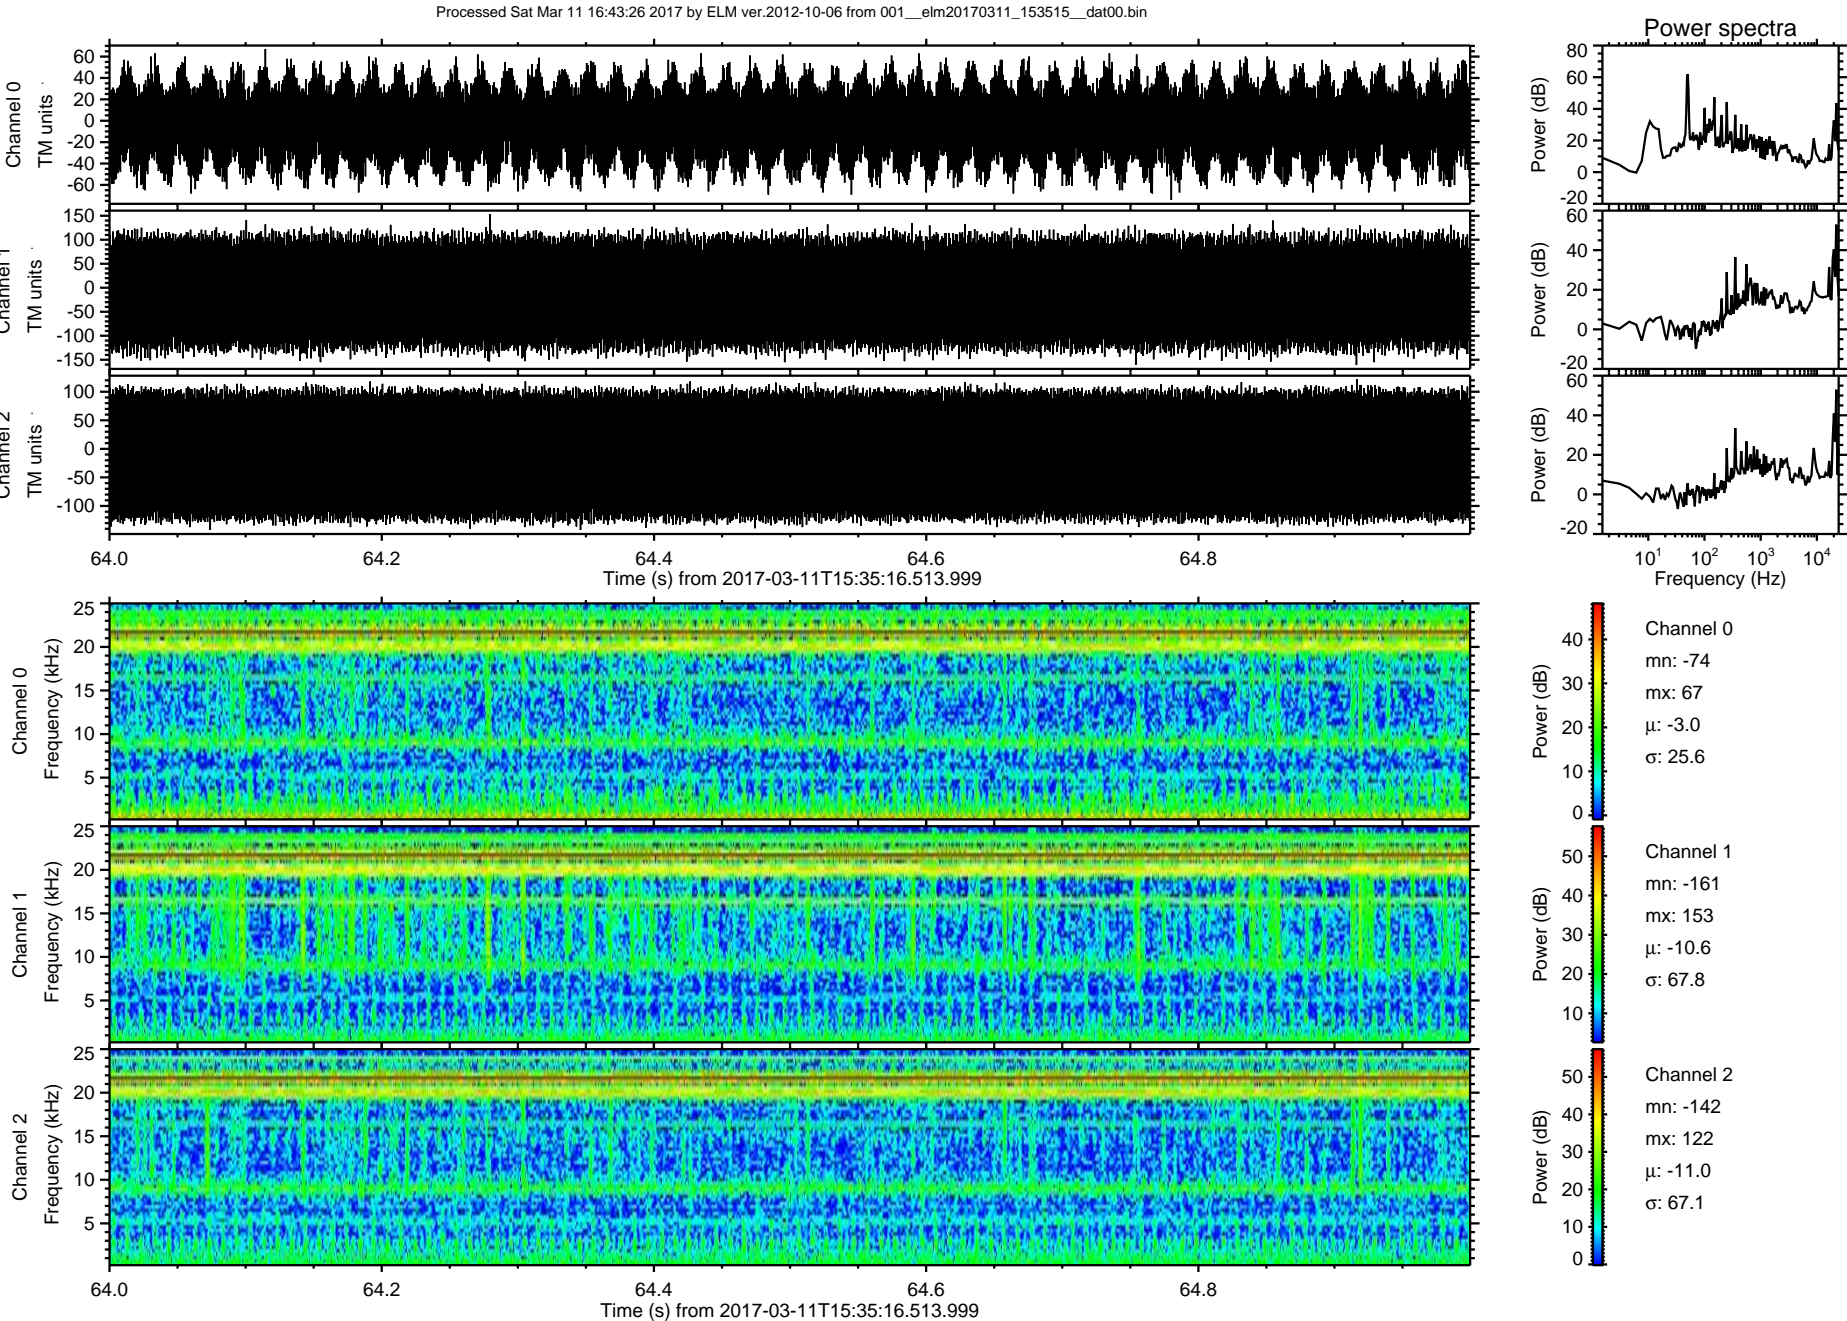 Processed Sat Mar 11 16:43:26 2017 by ELM ver.2012-10-06 from 001__elm20170311_153515__dat00.bin
Power spectra
Channel 0
TM units
60
40
20
0
-20
-40
-60
Power (dB)
80
60
40
20
0
-20
Channel 1
TM units
150
100
50
0
-50
-100
-150
Power (dB)
60
40
20
0
-20
Channel 2
TM units
100
50
0
-50
-100
Power (dB)
60
40
20
0
-20
64.0 64.2 64.4 64.6 64.8
Time (s) from 2017-03-11T15:35:16.513.999
10¹ 10² 10³ 10⁴
Frequency (Hz)
Channel 0
Frequency (kHz)
25
20
15
10
5
Power (dB)
40
30
20
10
0
Channel 0
mn: -74
mx: 67
μ: -3.0
σ: 25.6
Channel 1
Frequency (kHz)
25
20
15
10
5
Power (dB)
50
40
30
20
10
Channel 1
mn: -161
mx: 153
μ: -10.6
σ: 67.8
Channel 2
Frequency (kHz)
25
20
15
10
5
Power (dB)
50
40
30
20
10
0
Channel 2
mn: -142
mx: 122
μ: -11.0
σ: 67.1
64.0 64.2 64.4 64.6 64.8
Time (s) from 2017-03-11T15:35:16.513.999